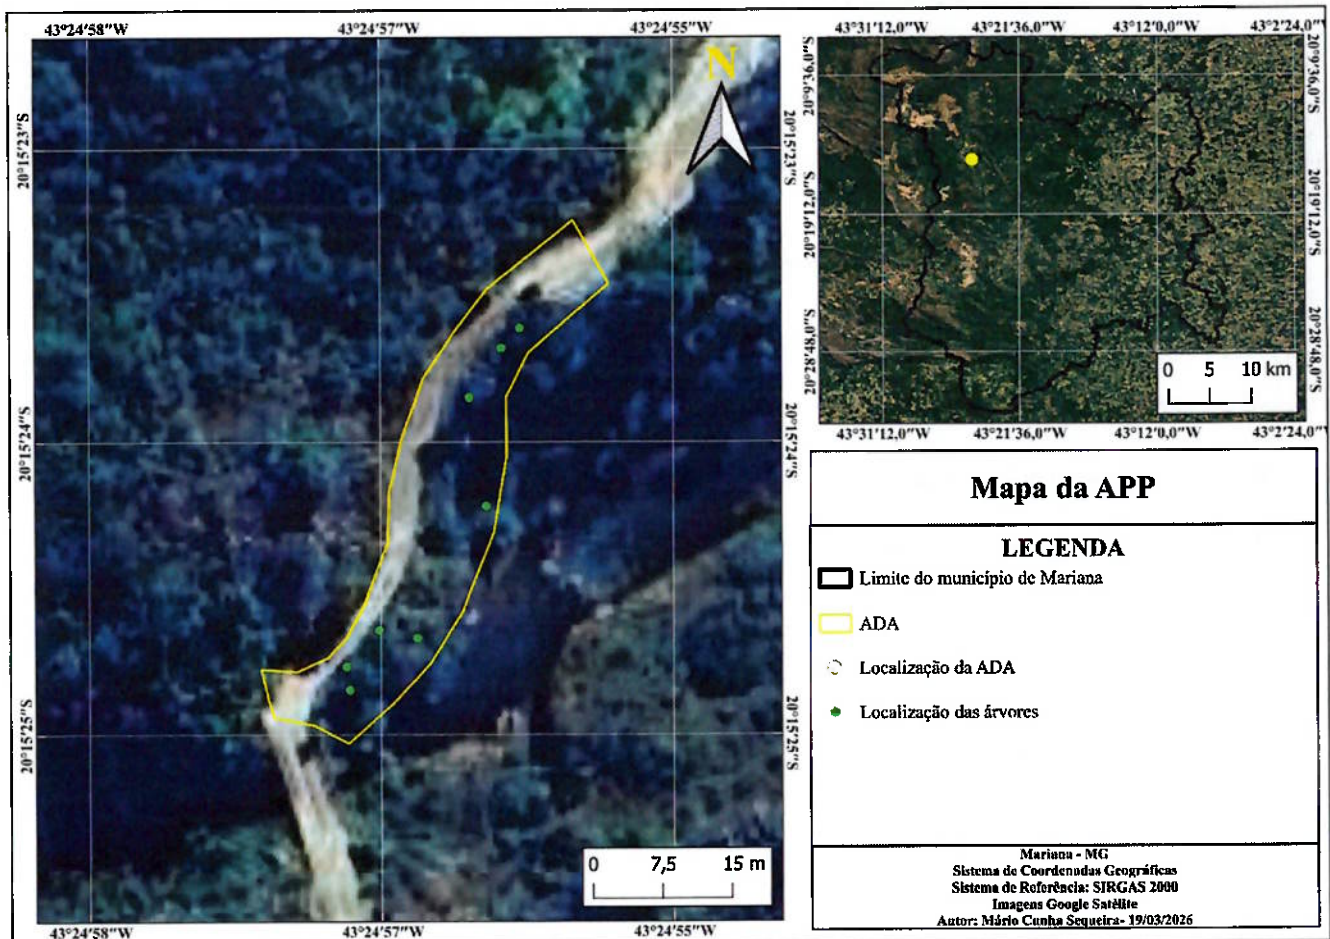 43°24'58"W 43°24'57"W 43°24'55"W
N
20°15'23"S
20°15'24"S
20°15'25"S
20°15'23"S
20°15'24"S
20°15'25"S
0 7,5 15 m
43°24'58"W 43°24'57"W 43°24'55"W
43°31'12,0"W 43°21'36,0"W 43°12'0,0"W 43°2'24,0"
20°9'36,0"S
20°19'12,0"S
20°28'48,0"S
20°9'36,0"S
20°19'12,0"S
20°28'48,0"S
0 5 10 km
43°31'12,0"W 43°21'36,0"W 43°12'0,0"W 43°2'24,0"
Mapa da APP
LEGENDA
Limite do município de Mariana
ADA
Localização da ADA
Localização das árvores
Mariana - MG
Sistema de Coordenadas Geográficas
Sistema de Referência: SIRGAS 2000
Imagens Google Satélite
Autor: Mário Cunha Sequeira- 19/03/2026